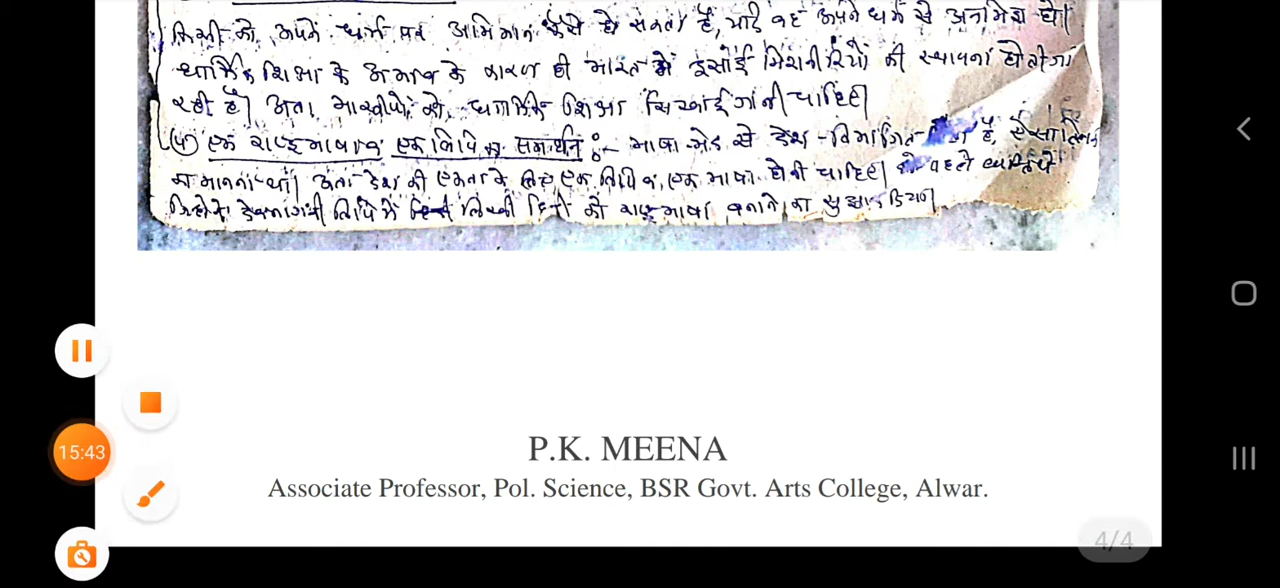 किसी को अपने धर्म पर अभिमान कैसे हो सकता है, यदि वह अपने धर्म से अनभिज्ञ हो।
धार्मिक शिक्षा के अभाव के कारण ही भारत में ईसाई मिशनरियों की स्थापना होती जा
रही है। अतः भारतीयों को धार्मिक शिक्षा सिखाई जानी चाहिए।
एक राष्ट्रभाषा व एक लिपि का समर्थन :- भाषा भेद से देश - विभाजित है, ऐसा तिलक
का मानना था। अतः देश की एकता के लिए एक लिपि व एक भाषा होनी चाहिए। पहले व्यक्ति थे
जिन्होंने देवनागरी लिपि में लिखी हिन्दी को राष्ट्रभाषा बनाने का सुझाव दिया।
15:43
P.K. MEENA
Associate Professor, Pol. Science, BSR Govt. Arts College, Alwar.
4/4